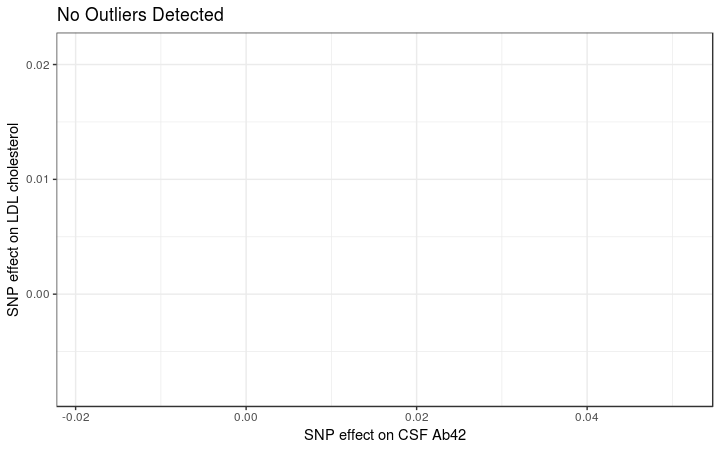 No Outliers Detected
SNP effect on LDL cholesterol
0.02
0.01
0.00
-0.02 0.00 0.02 0.04
SNP effect on CSF Ab42